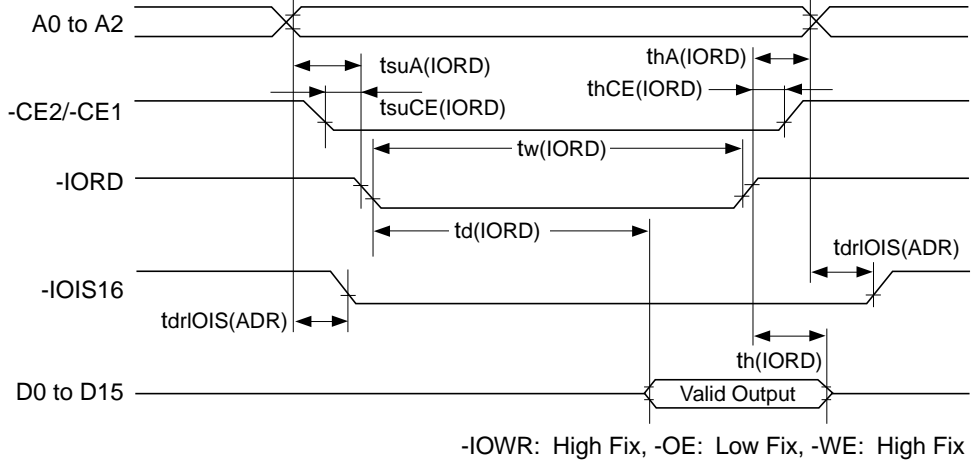 A0 to A2
tsuA(IORD)
thA(IORD)
-CE2/-CE1
tsuCE(IORD)
thCE(IORD)
tw(IORD)
-IORD
td(IORD)
tdrIOIS(ADR)
-IOIS16
tdrIOIS(ADR)
th(IORD)
D0 to D15
Valid Output
-IOWR: High Fix, -OE: Low Fix, -WE: High Fix